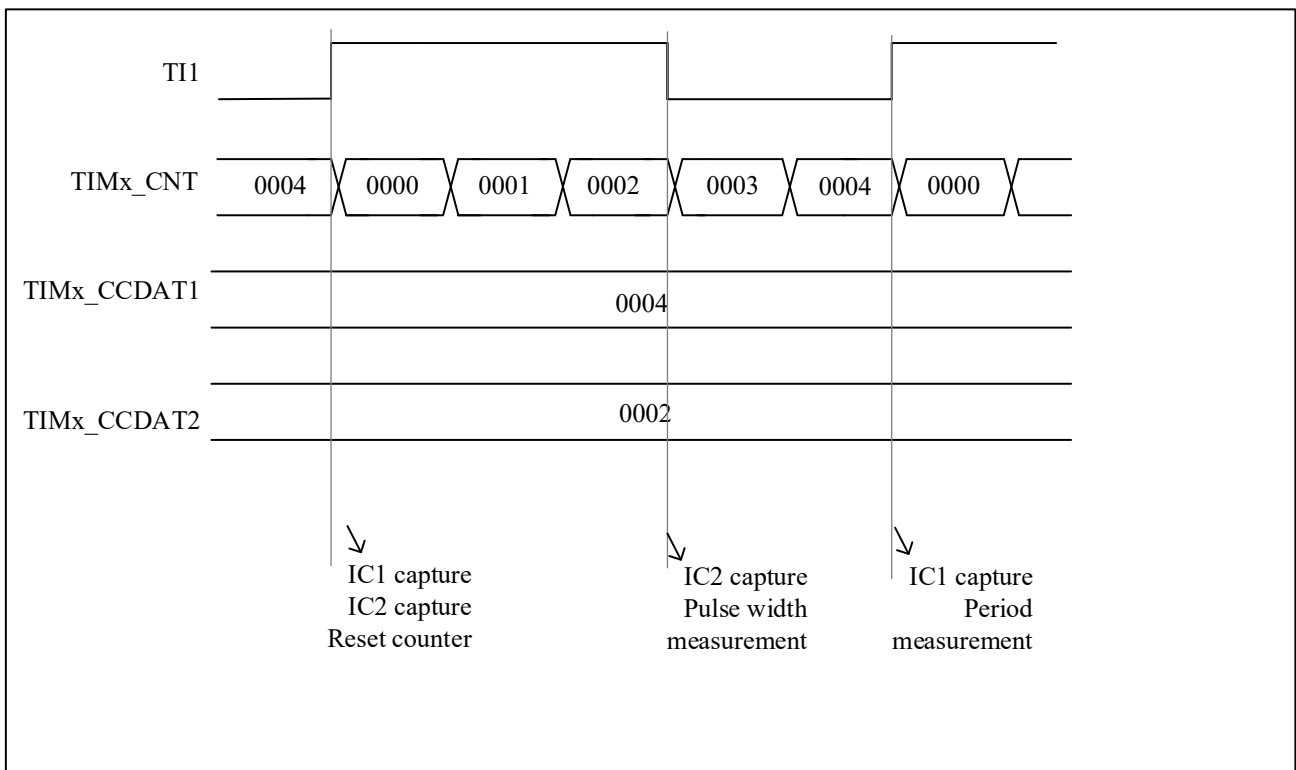 TI1
TIMx_CNT
0004
0000
0001
0002
0003
0004
0000
TIMx_CCDAT1
0004
TIMx_CCDAT2
0002
IC1 capture
IC2 capture
Reset counter
IC2 capture
Pulse width
measurement
IC1 capture
Period
measurement